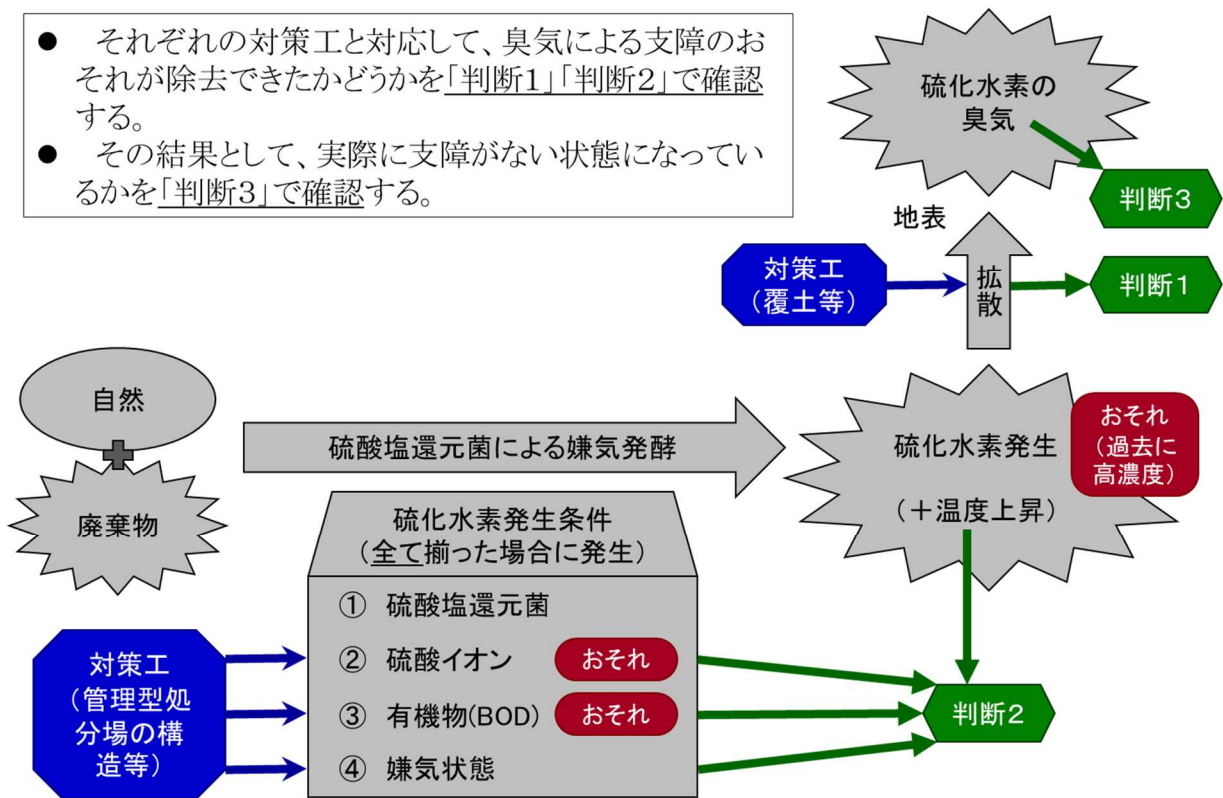 ● それぞれの対策工と対応して、臭気による支障のお
それが除去できたかどうかを「判断1」「判断2」で確認
する。
● その結果として、実際に支障がない状態になってい
るかを「判断3」で確認する。
硫化水素の
臭気
判断3
地表
対策工
(覆土等)
拡散
判断1
自然
廃棄物
硫酸塩還元菌による嫌気発酵
硫化水素発生
(+温度上昇)
おそれ
(過去に
高濃度)
硫化水素発生条件
(全て揃った場合に発生)
① 硫酸塩還元菌
② 硫酸イオン おそれ
③ 有機物(BOD) おそれ
④ 嫌気状態
対策工
(管理型処
分場の構
造等)
判断2